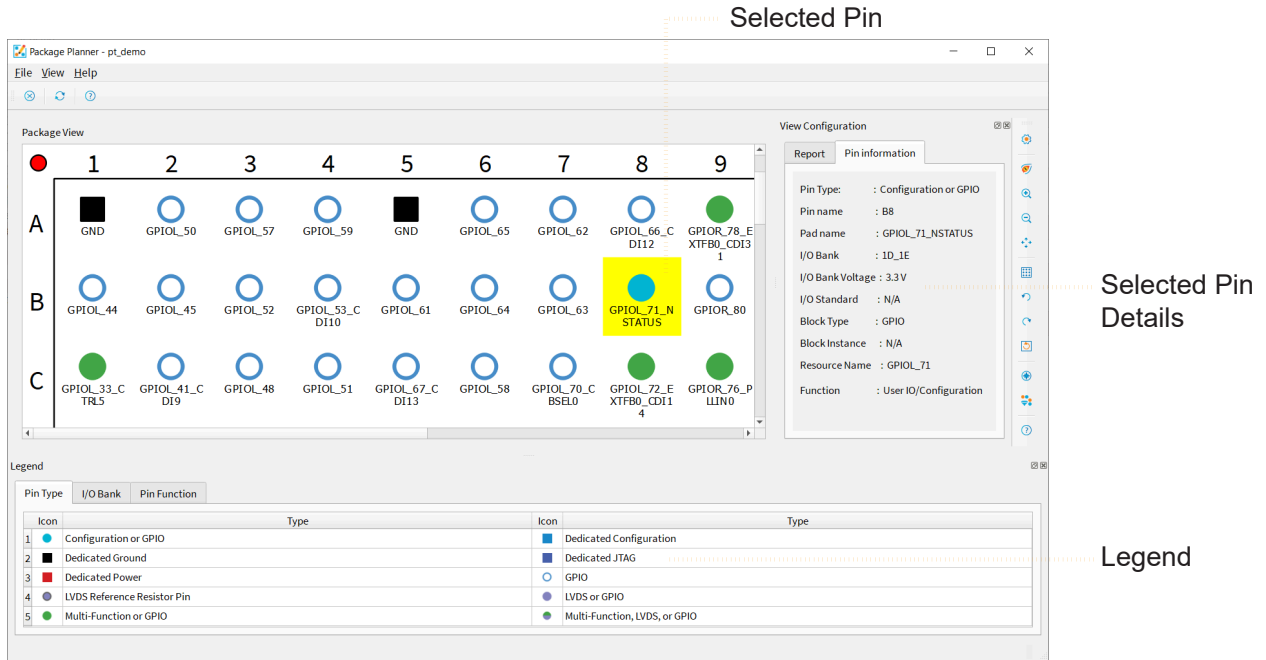 Selected Pin
Package Planner - pt_demo
File View Help
Package View
1 2 3 4 5 6 7 8 9
A
GND GPIOL_50 GPIOL_57 GPIOL_59 GND GPIOL_65 GPIOL_62 GPIOL_66_C GPIOR_78_E
DI12 XTFB0_CDI3
1
B
GPIOL_44 GPIOL_45 GPIOL_52 GPIOL_53_C GPIOL_61 GPIOL_64 GPIOL_63 GPIOL_71_N GPIOR_80
DI10 STATUS
C
GPIOL_33_C GPIOL_41_C GPIOL_48 GPIOL_51 GPIOL_67_C GPIOL_58 GPIOL_70_C GPIOL_72_E GPIOR_76_P
TRL5 DI9 DI13 BSEL0 XTFB0_CDI1 LLIN0
4
View Configuration
Report Pin information
Pin Type: : Configuration or GPIO
Pin name : B8
Pad name : GPIOL_71_NSTATUS
I/O Bank : 1D_1E
I/O Bank Voltage : 3.3 V
I/O Standard : N/A
Block Type : GPIO
Block Instance : N/A
Resource Name : GPIOL_71
Function : User IO/Configuration
Selected Pin
Details
Legend
Pin Type I/O Bank Pin Function
Icon Type Icon Type
1 Configuration or GPIO Dedicated Configuration
2 Dedicated Ground Dedicated JTAG
3 Dedicated Power GPIO
4 LVDS Reference Resistor Pin LVDS or GPIO
5 Multi-Function or GPIO Multi-Function, LVDS, or GPIO
Legend